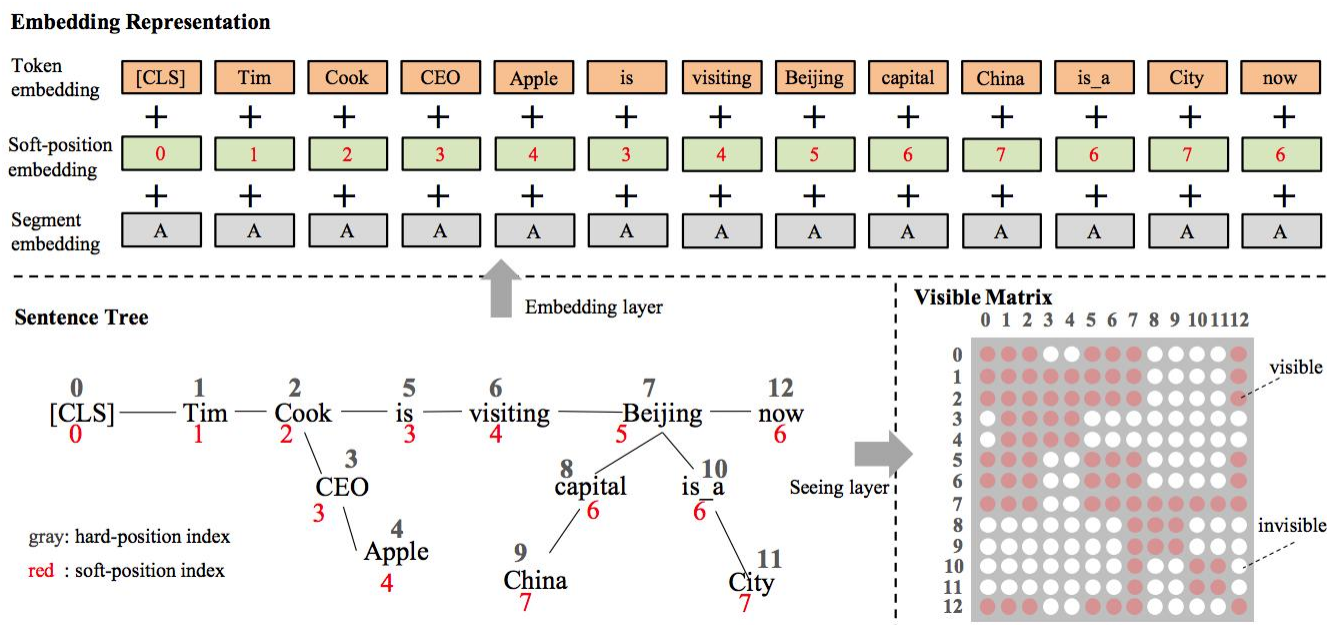 Embedding Representation
Token embedding [CLS] Tim Cook CEO Apple is visiting Beijing capital China is_a City now
+ + + + + + + + + + + + +
Soft-position embedding 0 1 2 3 4 3 4 5 6 7 6 7 6
+ + + + + + + + + + + + +
Segment embedding A A A A A A A A A A A A A
Embedding layer
Sentence Tree
0 1 2 5 6 7 12
[CLS] Tim Cook is visiting Beijing now
0 1 2 3 4 5 6
3 8 10
CEO capital is_a
3 6 6
4 9 11
Apple China City
4 7 7
gray: hard-position index
red : soft-position index
Seeing layer
Visible Matrix
0 1 2 3 4 5 6 7 8 9 10 11 12
0
1
2
3
4
5
6
7
8
9
10
11
12
visible
invisible